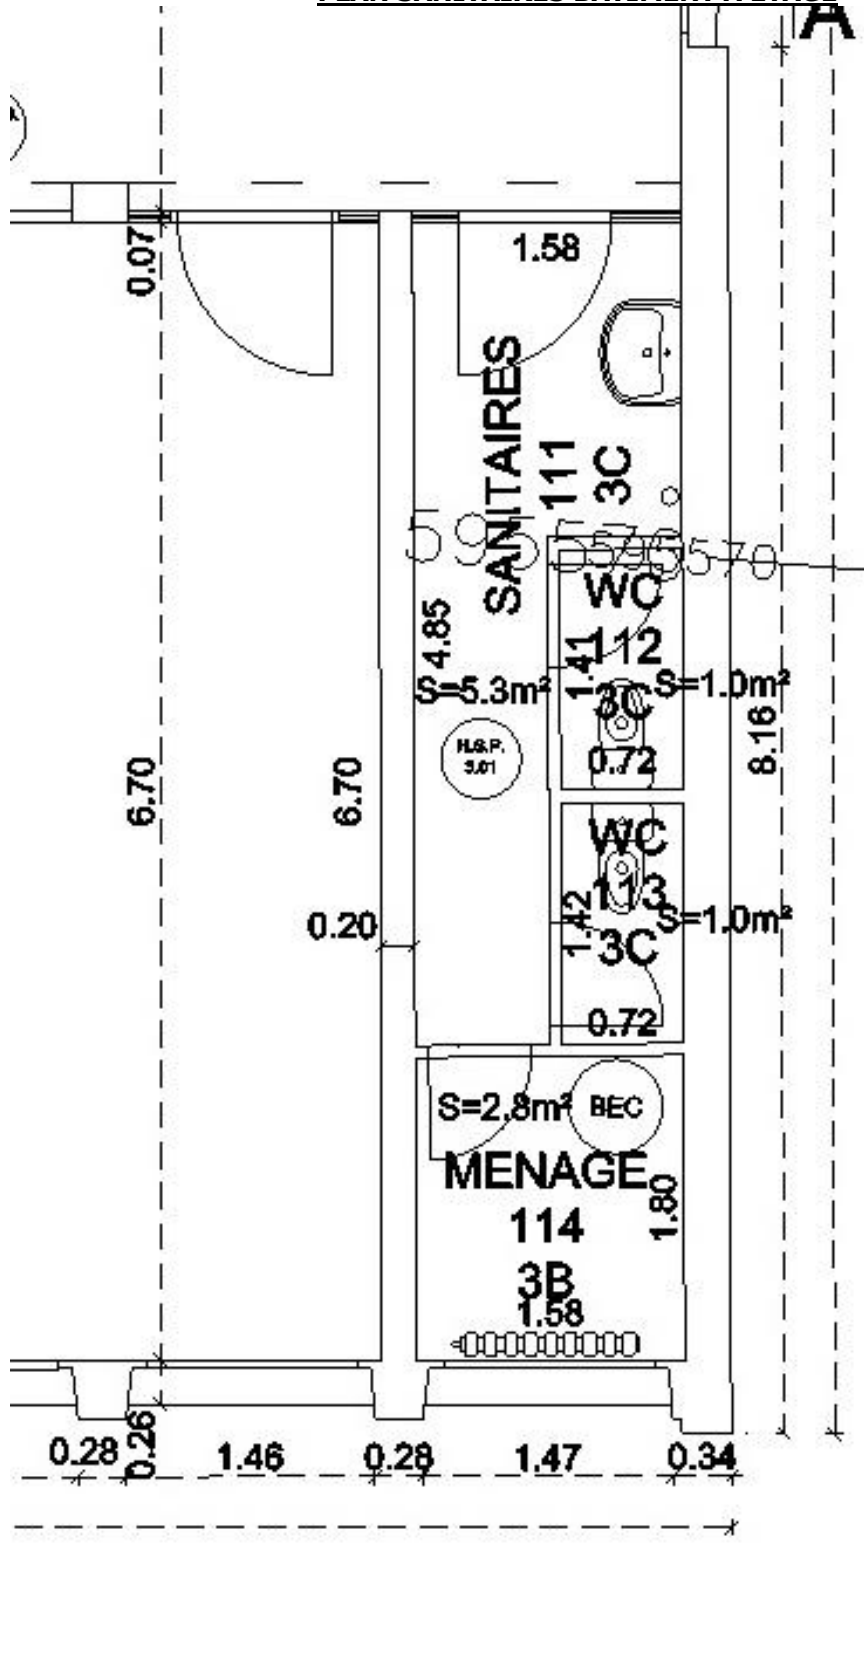 A
0.07
1.58
SANITAIRES
111
3C
WC
112
3C
1.41
S=1.0m²
0.72
4.85
S=5.3m²
H.S.P.
3.01
6.70
6.70
8.16
WC
113
3C
1.42
S=1.0m²
0.72
0.20
S=2.8m²
BEC
MENAGE
114
3B
1.80
1.58
0.28
0.26
1.46
0.28
1.47
0.34